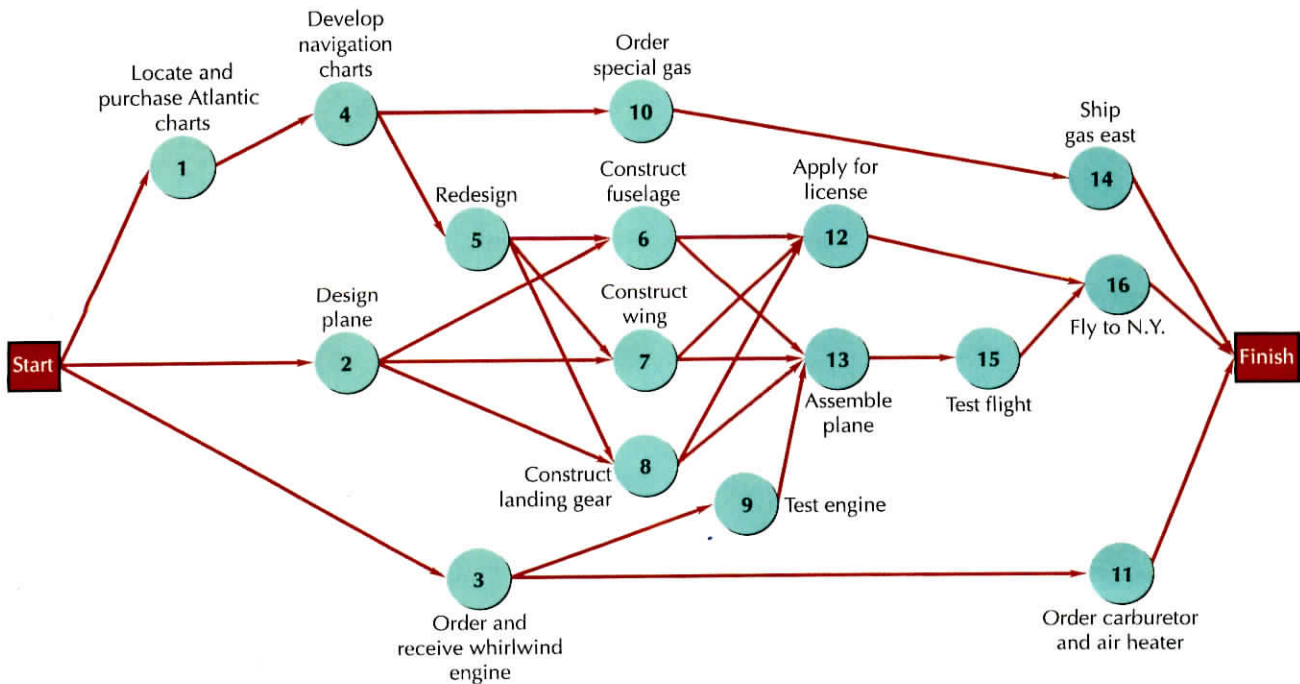 Develop
navigation
charts
Order
special gas
Locate and
purchase Atlantic
charts
4
10
Ship
gas east
1
Construct
fuselage
Apply for
license
14
Redesign
5
6
12
Design
plane
Construct
wing
16
Fly to N.Y.
Start
2
7
13
15
Finish
Assemble
plane
Test flight
Construct
landing gear
8
9
Test engine
3
11
Order and
receive whirlwind
engine
Order carburetor
and air heater